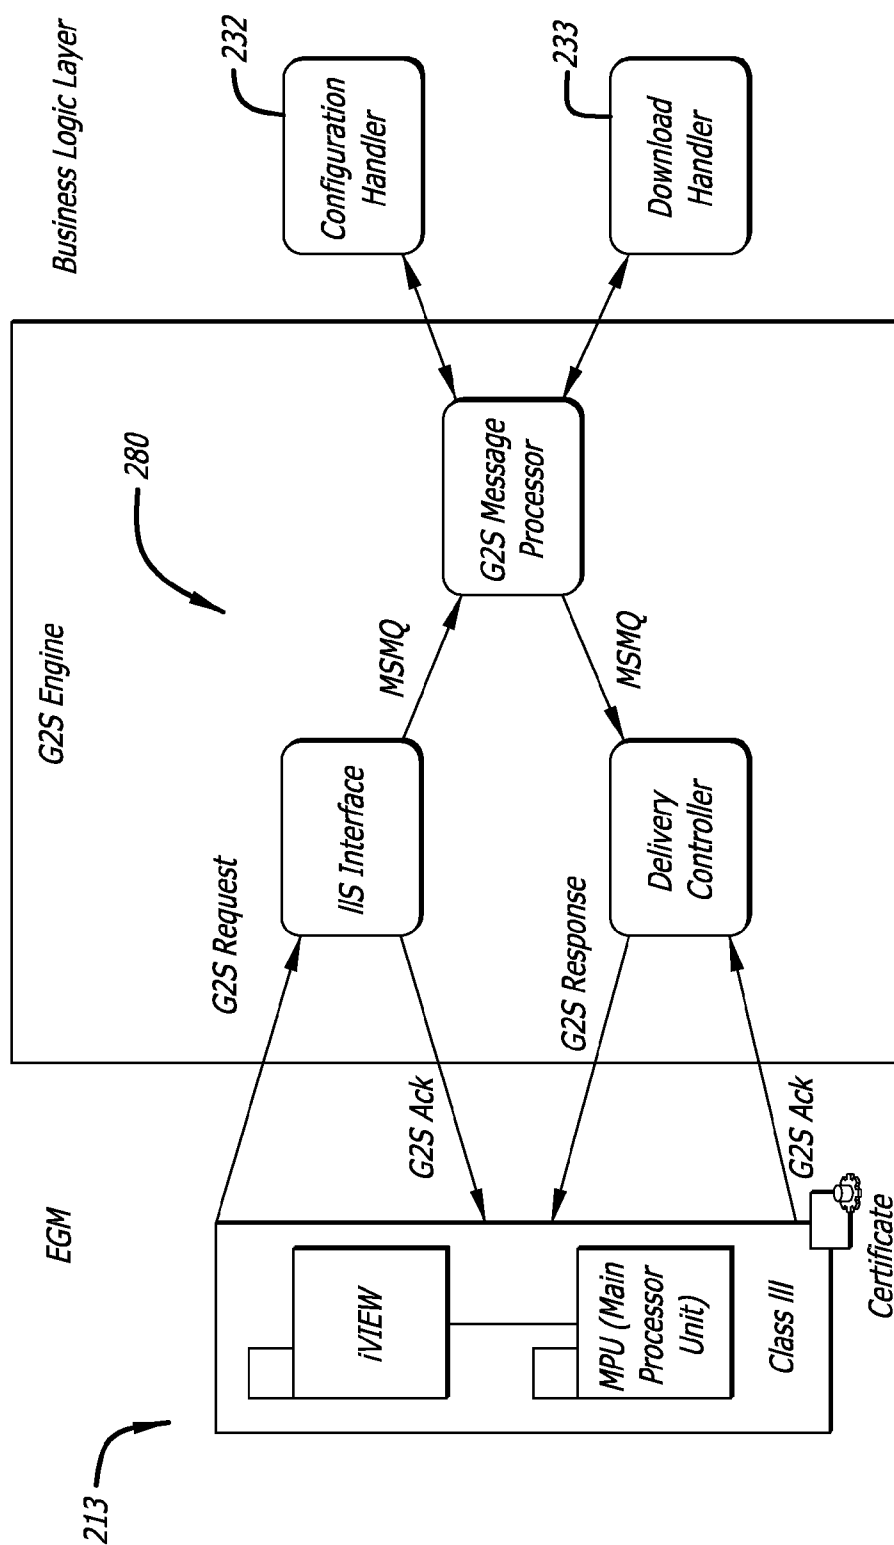 EGM
G2S Engine
Business Logic Layer
213
280
232
233
iVIEW
MPU (Main
Processor
Unit)
Class III
Certificate
G2S Request
G2S Ack
G2S Response
G2S Ack
IIS Interface
Delivery
Controller
MSMQ
MSMQ
G2S Message
Processor
Configuration
Handler
Download
Handler